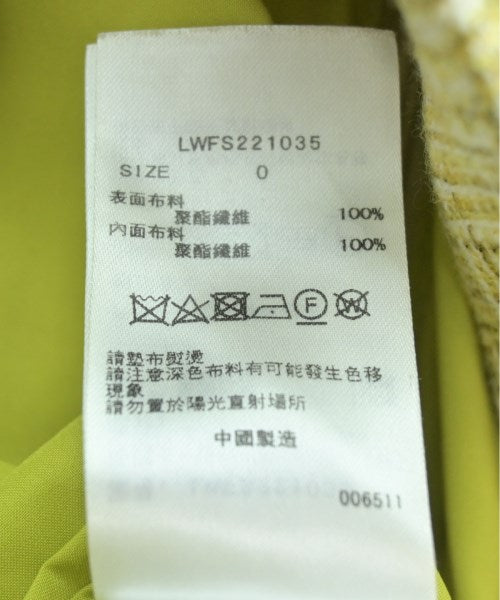 LWFS221035
SIZE 0
表面布料
聚酯纖維 100%
內面布料
聚酯纖維 100%
F W
請墊布熨燙
請注意深色布料有可能發生色移
現象
請勿置於陽光直射場所
中國製造
006511